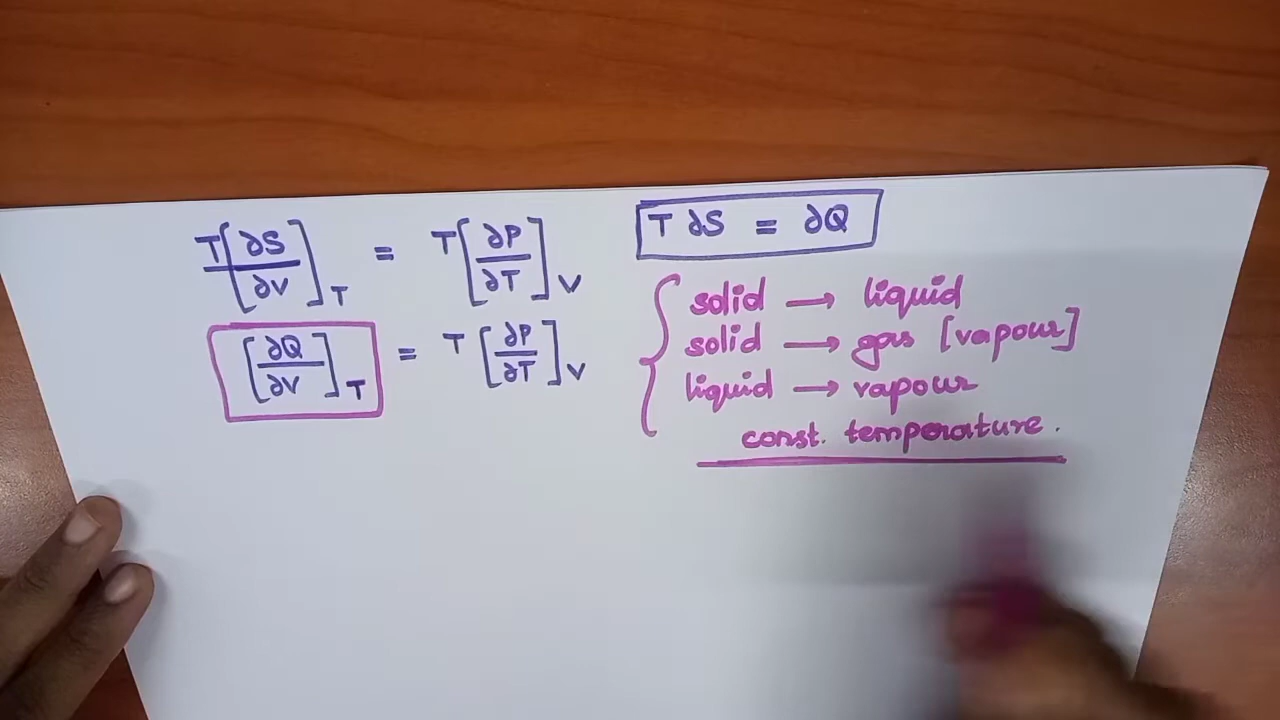 T[∂S/∂V]_T = T[∂P/∂T]_V
[∂Q/∂V]_T = T[∂P/∂T]_V
T ∂S = ∂Q
solid → liquid
solid → gas [vapour]
liquid → vapour
const. temperature.